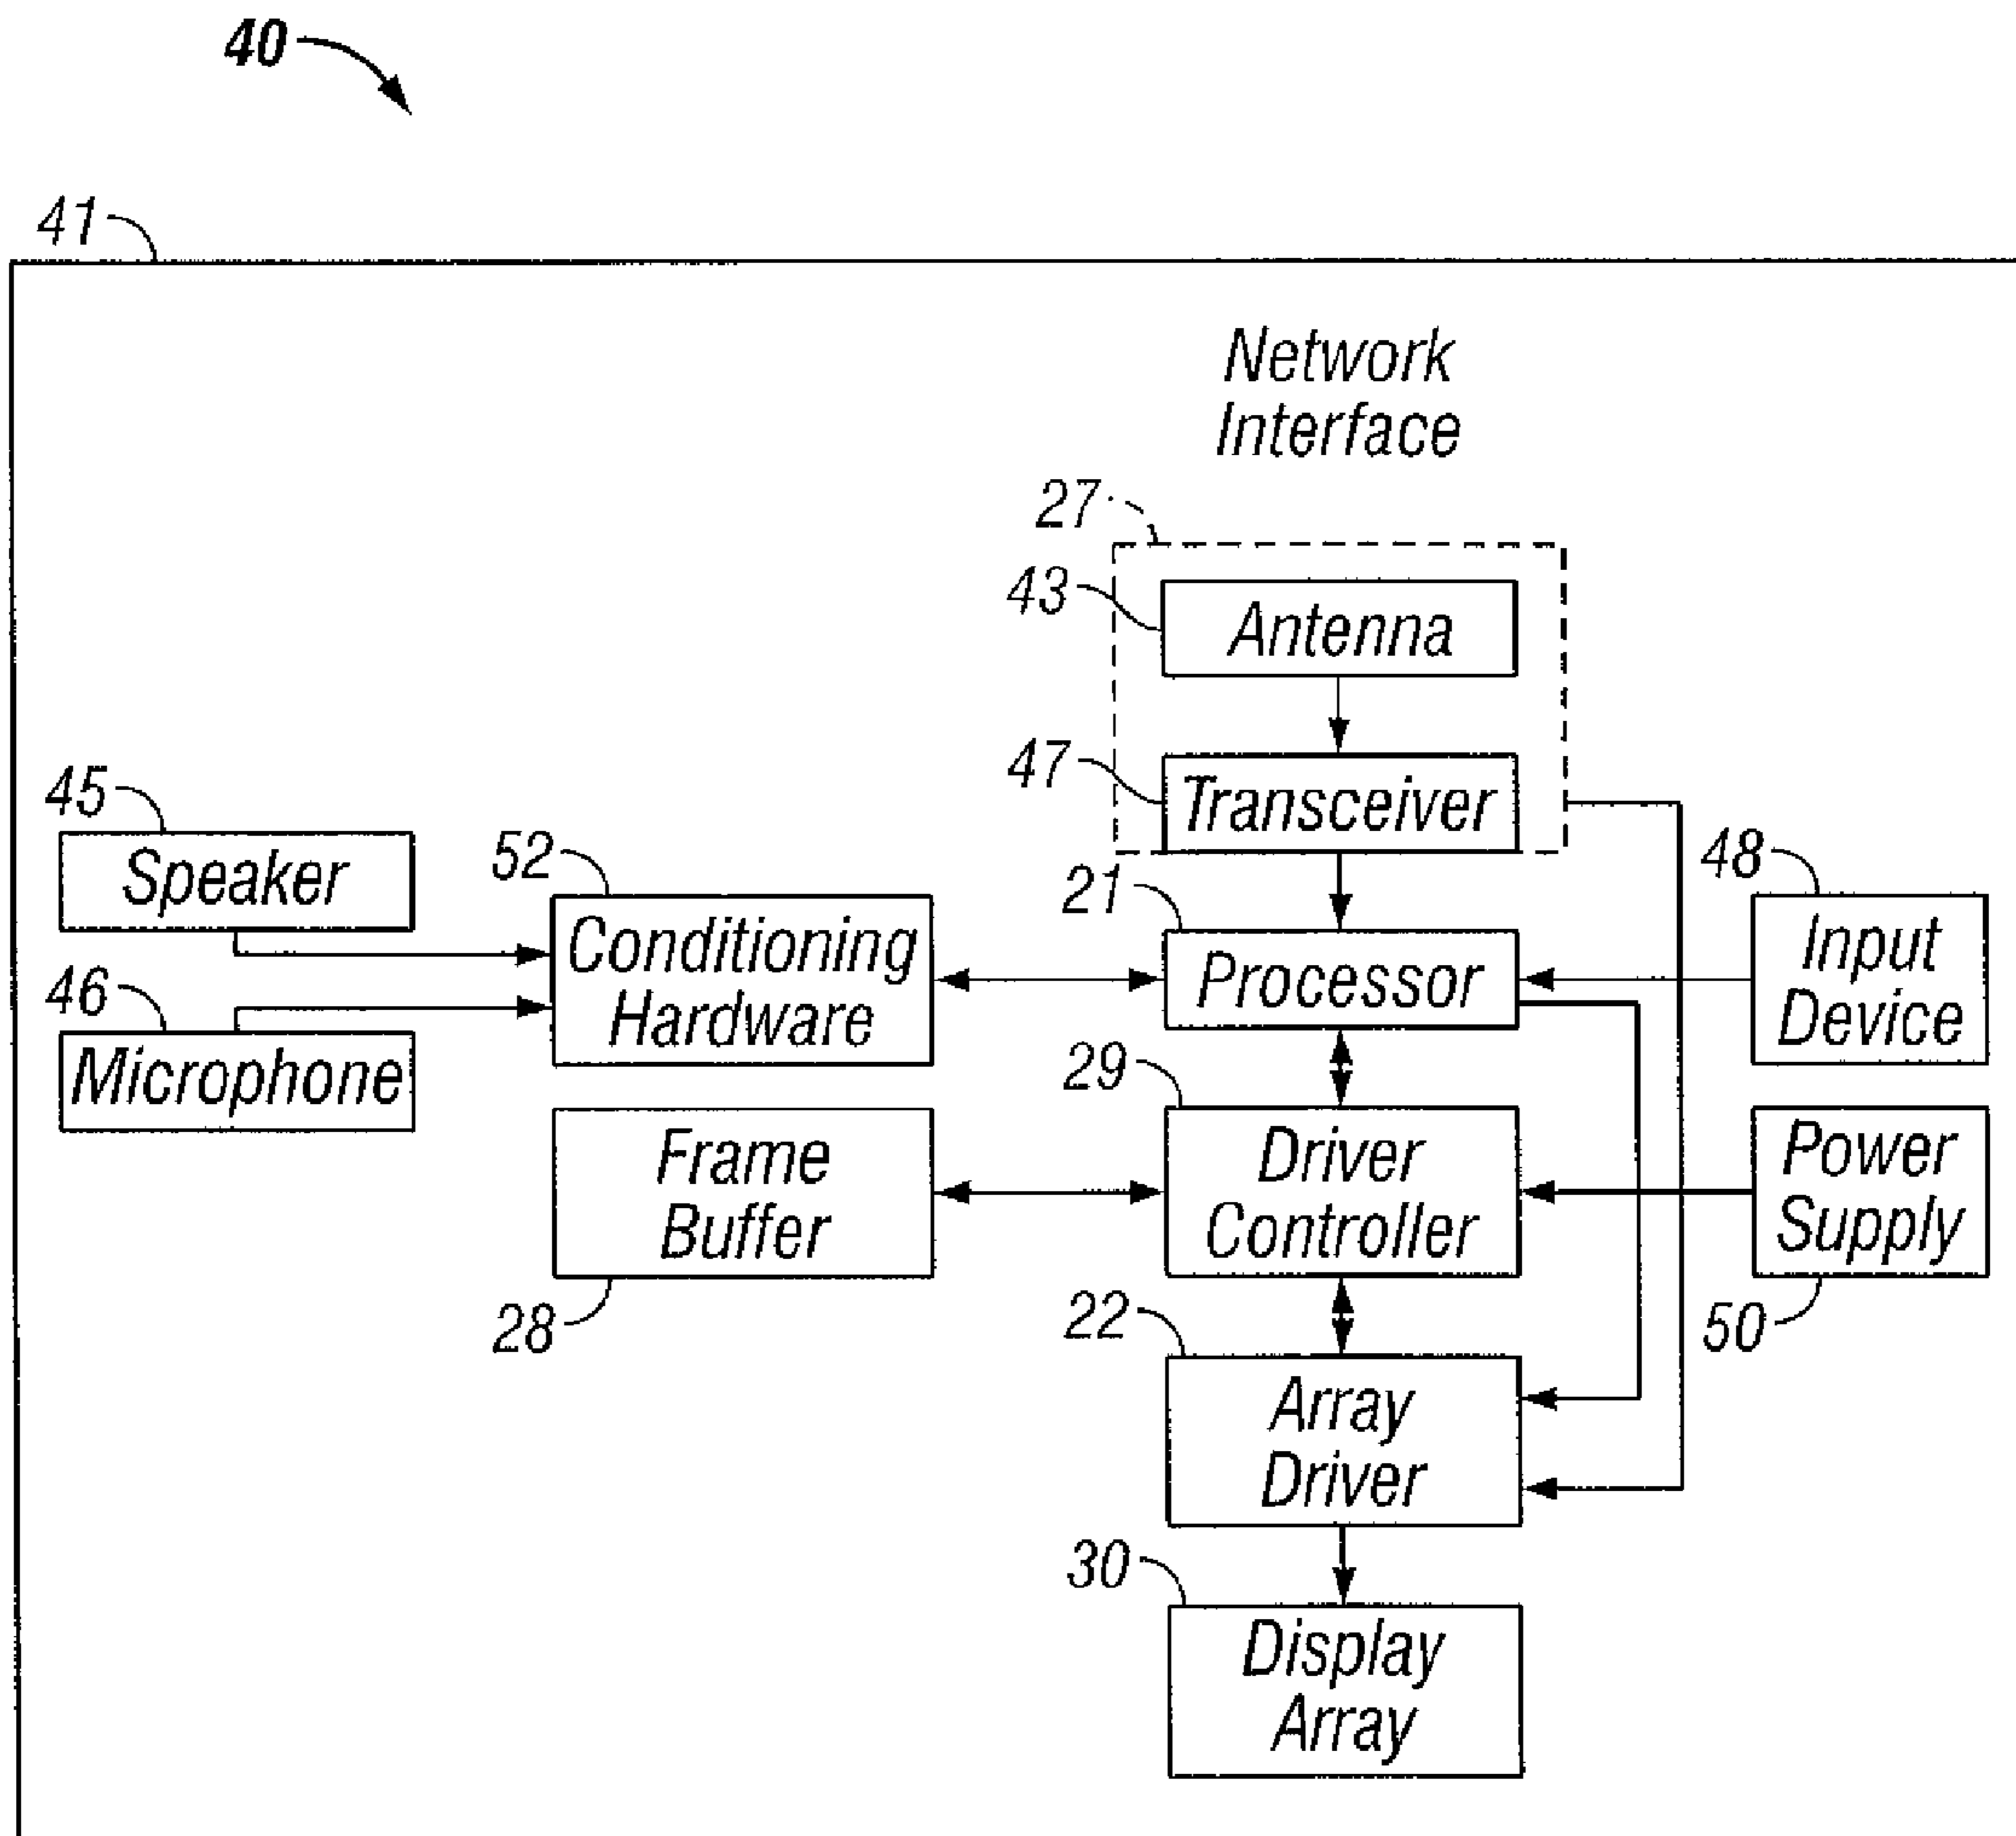 40
41
Network
Interface
27
43
Antenna
47
Transceiver
45
Speaker
52
Conditioning
Hardware
21
Processor
48
Input
Device
46
Microphone
29
Driver
Controller
Frame
Buffer
28
Power
Supply
50
22
Array
Driver
30
Display
Array